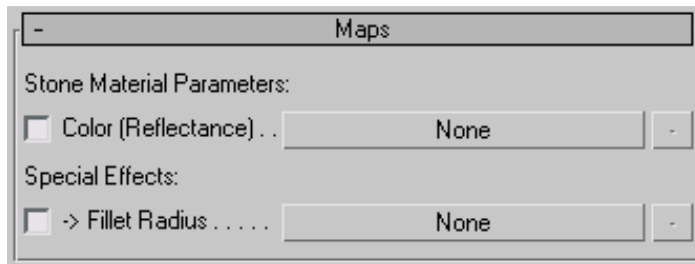 - Maps
Stone Material Parameters:
Color (Reflectance) . . None -
Special Effects:
-> Fillet Radius . . . . . None -